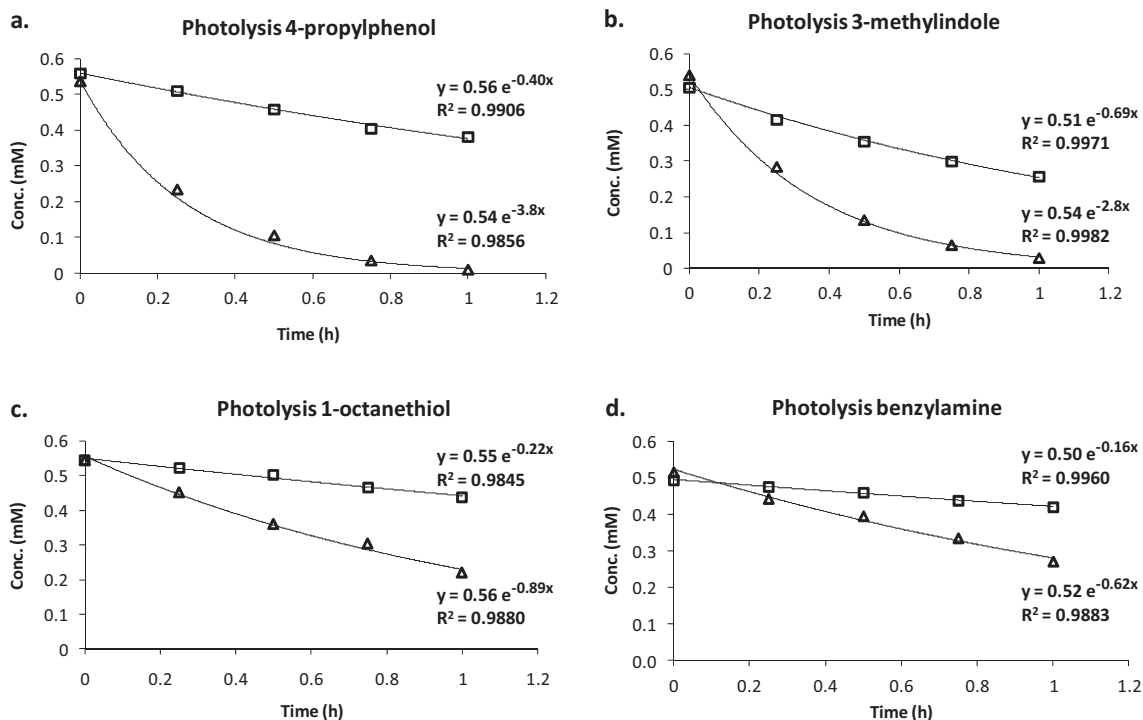 a.
Photolysis 4-propylphenol
0.6
0.5
0.4
0.3
0.2
0.1
0
Conc. (mM)
y = 0.56 e^-0.40x
R² = 0.9906
y = 0.54 e^-3.8x
R² = 0.9856
0 0.2 0.4 0.6 0.8 1 1.2
Time (h)
b.
Photolysis 3-methylindole
0.6
0.5
0.4
0.3
0.2
0.1
0
Conc. (mM)
y = 0.51 e^-0.69x
R² = 0.9971
y = 0.54 e^-2.8x
R² = 0.9982
0 0.2 0.4 0.6 0.8 1 1.2
Time (h)
c.
Photolysis 1-octanethiol
0.6
0.5
0.4
0.3
0.2
0.1
0
Conc. (mM)
y = 0.55 e^-0.22x
R² = 0.9845
y = 0.56 e^-0.89x
R² = 0.9880
0 0.2 0.4 0.6 0.8 1 1.2
Time (h)
d.
Photolysis benzylamine
0.6
0.5
0.4
0.3
0.2
0.1
0.0
Conc. (mM)
y = 0.50 e^-0.16x
R² = 0.9960
y = 0.52 e^-0.62x
R² = 0.9883
0 0.2 0.4 0.6 0.8 1 1.2
Time (h)